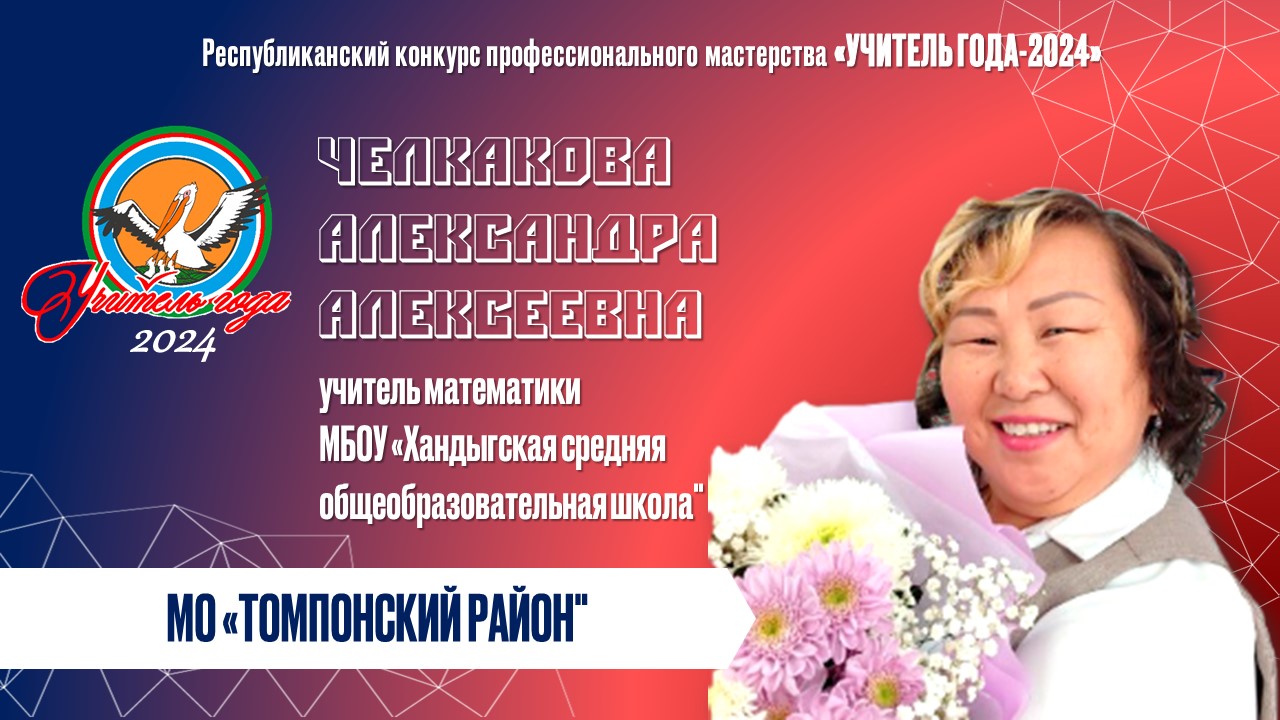 Республиканский конкурс профессионального мастерства «УЧИТЕЛЬ ГОДА-2024»
Учитель года
2024
ЧЕЛКАКОВА
АЛЕКСАНДРА
АЛЕКСЕЕВНА
учитель математики
МБОУ «Хандыгская средняя
общеобразовательная школа"
МО «ТОМПОНСКИЙ РАЙОН"